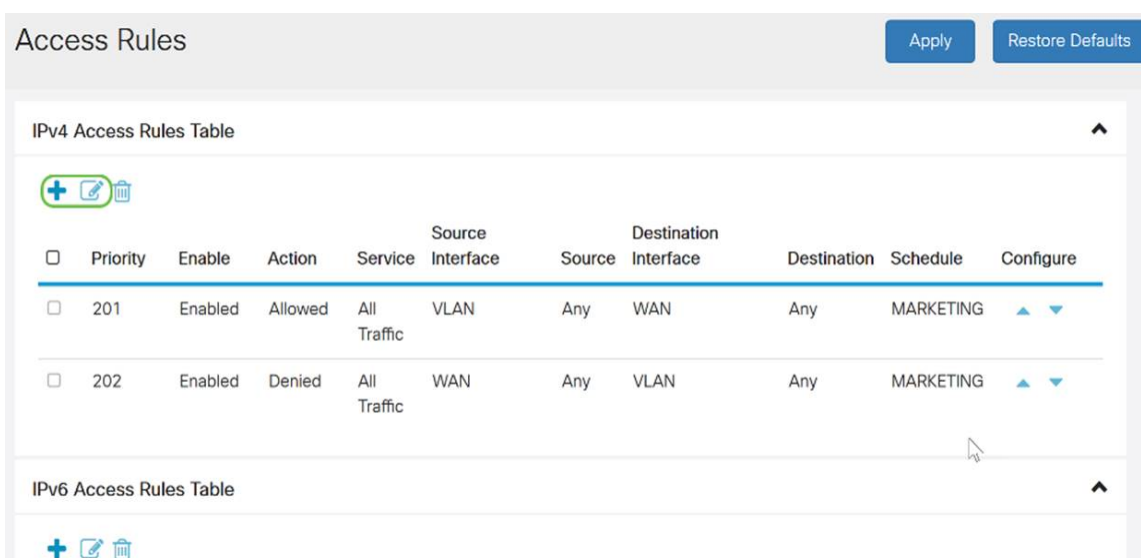 Access Rules
Apply
Restore Defaults
IPv4 Access Rules Table
Source
Destination
Priority Enable Action Service Interface Source Interface Destination Schedule Configure
201 Enabled Allowed All VLAN Any WAN Any MARKETING
Traffic
202 Enabled Denied All WAN Any VLAN Any MARKETING
Traffic
IPv6 Access Rules Table